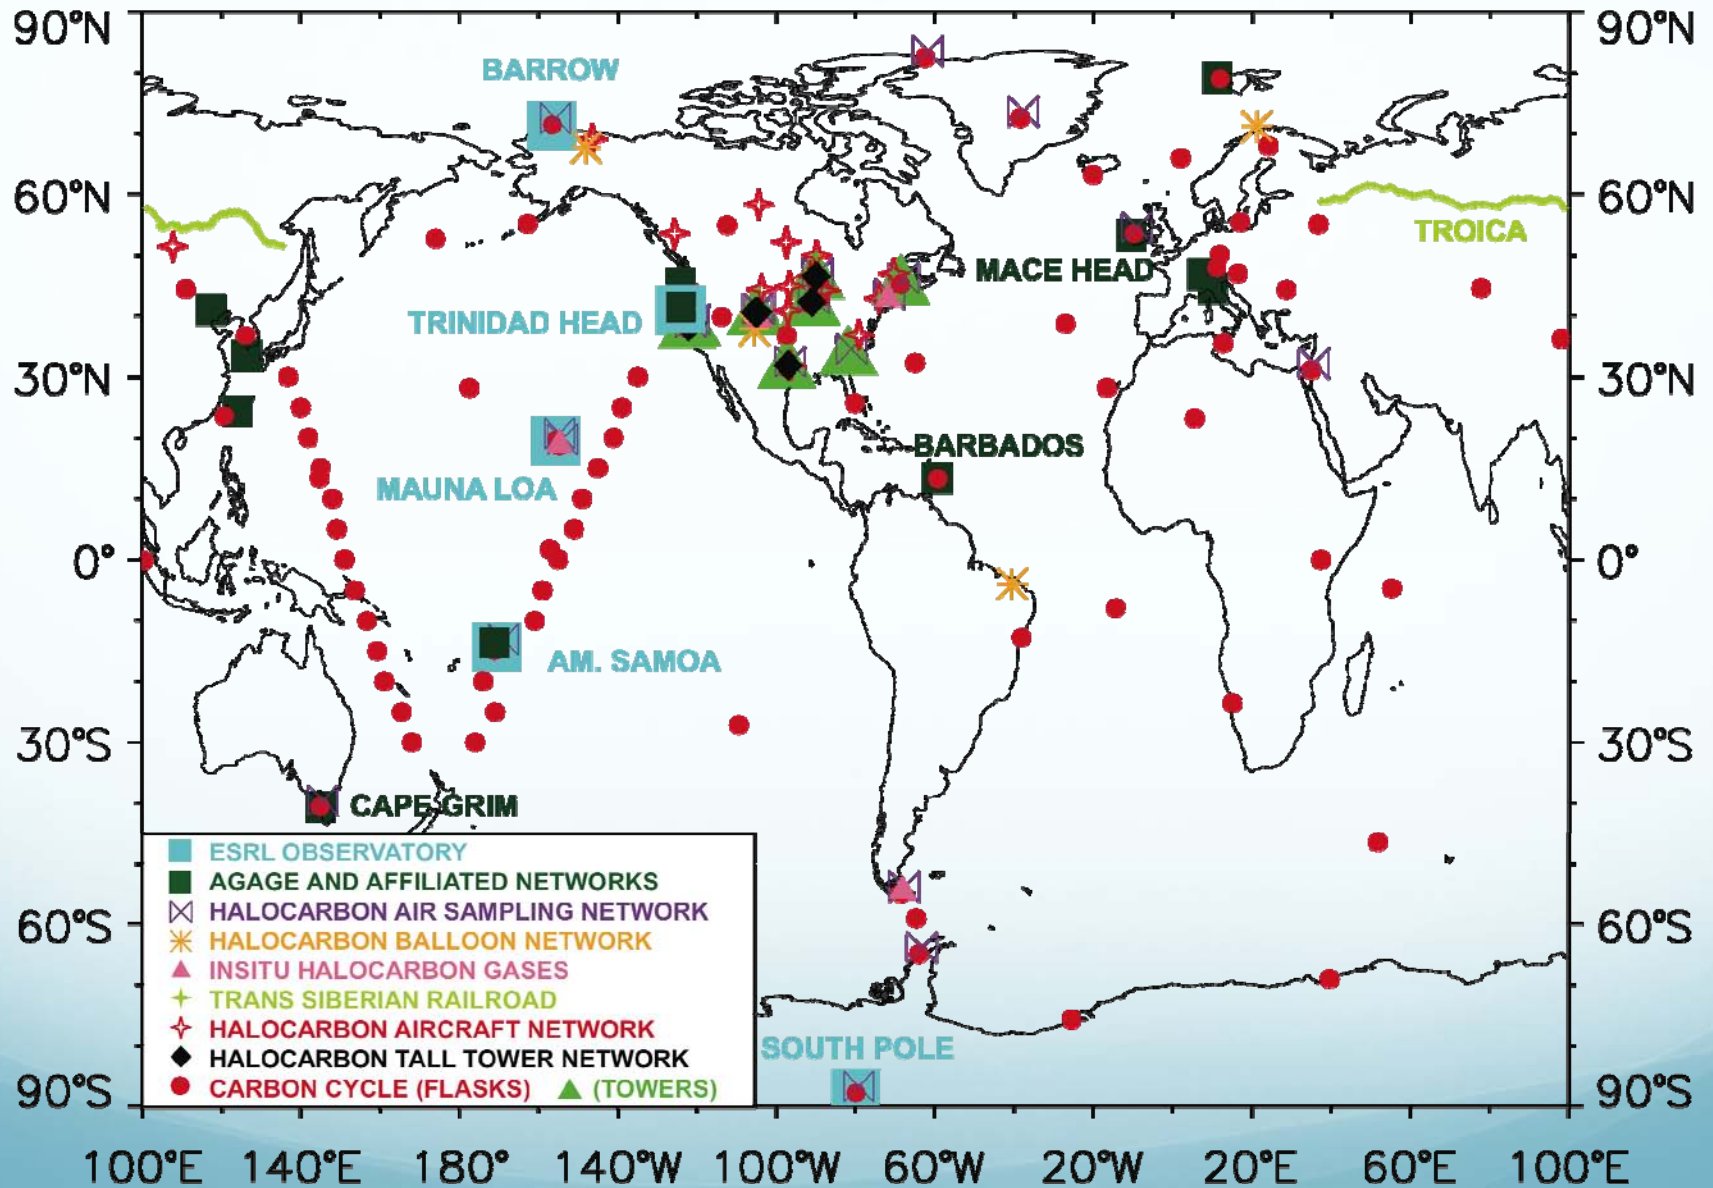 90°N
90°N
BARROW
60°N
60°N
TROICA
MACE HEAD
TRINIDAD HEAD
30°N
30°N
BARBADOS
MAUNA LOA
0°
0°
AM. SAMOA
30°S
30°S
CAPE GRIM
ESRL OBSERVATORY
AGAGE AND AFFILIATED NETWORKS
HALOCARBON AIR SAMPLING NETWORK
60°S
60°S
HALOCARBON BALLOON NETWORK
INSITU HALOCARBON GASES
TRANS SIBERIAN RAILROAD
HALOCARBON AIRCRAFT NETWORK
HALOCARBON TALL TOWER NETWORK
SOUTH POLE
CARBON CYCLE (FLASKS) (TOWERS)
90°S
90°S
100°E 140°E 180° 140°W 100°W 60°W 20°W 20°E 60°E 100°E